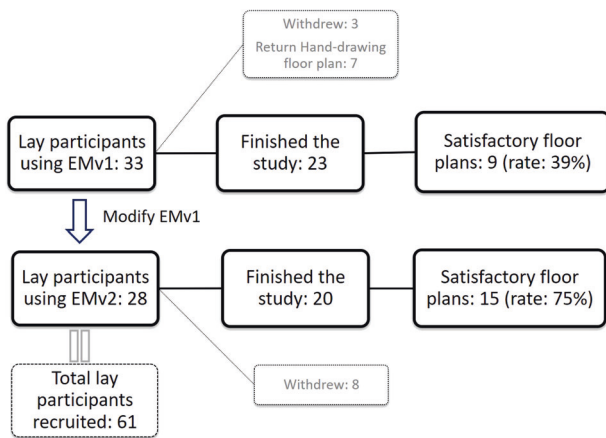 Withdrew: 3
Return Hand-drawing
floor plan: 7
Lay participants
using EMv1: 33
Finished the
study: 23
Satisfactory floor
plans: 9 (rate: 39%)
Modify EMv1
Lay participants
using EMv2: 28
Finished the
study: 20
Satisfactory floor
plans: 15 (rate: 75%)
Total lay
participants
recruited: 61
Withdrew: 8